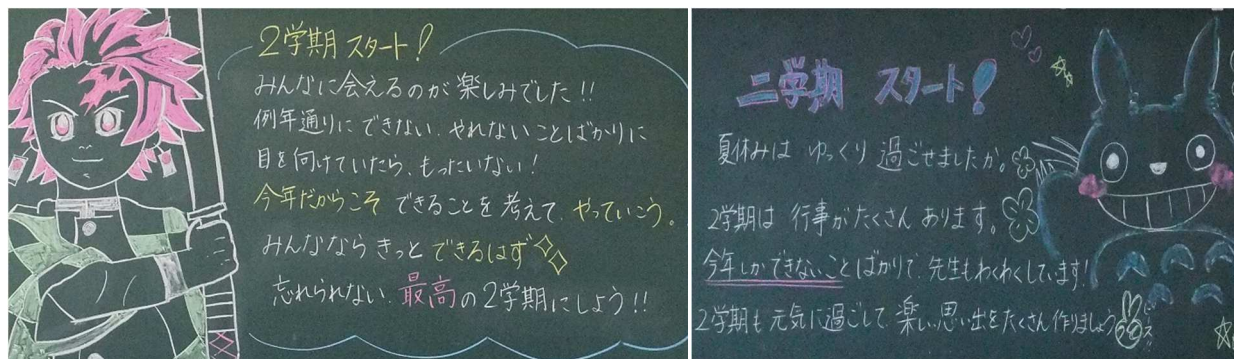 2学期 スタート!
みんなに会えるのが楽しみでした!!
例年通りにできない、やれないことばかりに
目を向けていたら、もったいない!
今年だからこそ できることを考えて、やっていこう。
みんなならきっとできるはず
忘れられない、最高の2学期にしよう!!
二学期 スタート!
夏休みは ゆっくり過ごせましたか。
2学期は 行事がたくさん あります。
今年しかできないことばかりで、先生もわくわくしています!
2学期も 元気に過ごして、楽しい思い出をたくさん作りましょう
ピース